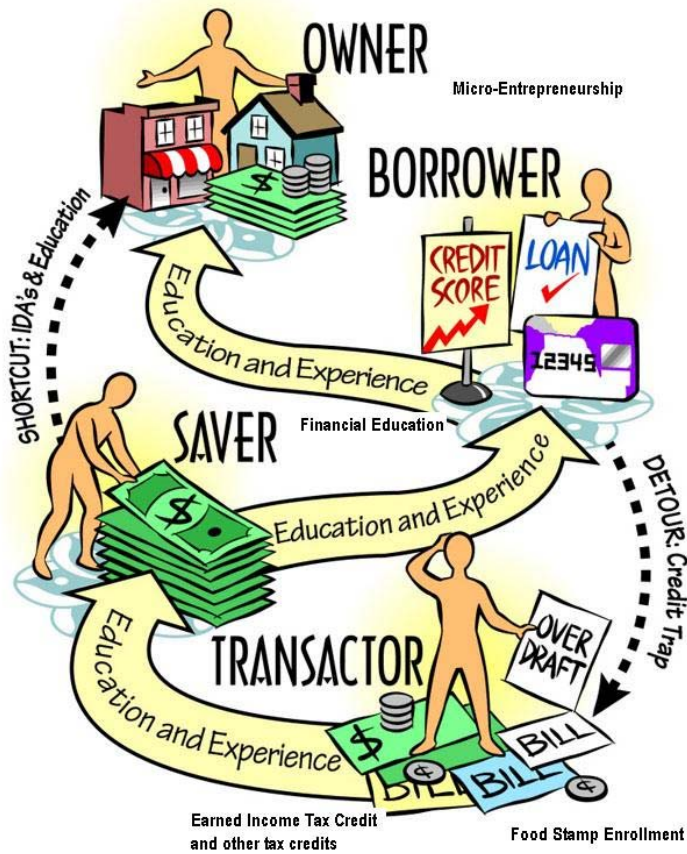 OWNER
Micro-Entrepreneurship
BORROWER
CREDIT
SCORE
LOAN
12345
SHORTCUT: IDA's & Education
Education and Experience
Financial Education
SAVER
$
Education and Experience
DETOUR: Credit Trap
TRANSACTOR
OVER
DRAFT
Education and Experience
$
BILL
BILL
BILL
¢
¢
Earned Income Tax Credit
and other tax credits
Food Stamp Enrollment